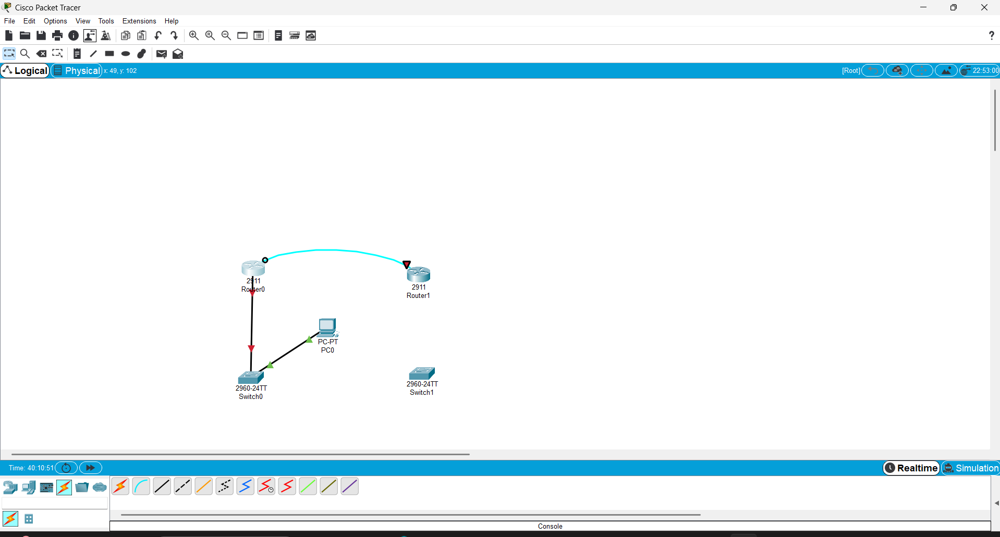 Cisco Packet Tracer
File Edit Options View Tools Extensions Help
?
Logical Physical x: 49, y: 102 [Root] 22:53:00
2911
Router0
2911
Router1
PC-PT
PC0
2960-24TT
Switch0
2960-24TT
Switch1
Time: 40:10:51 Realtime Simulation
Console